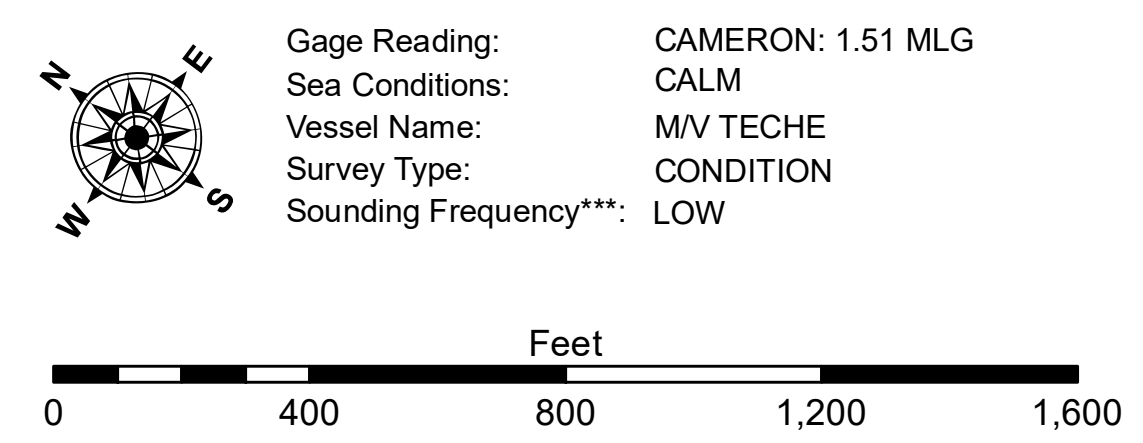 N
E
S
W
Gage Reading: CAMERON: 1.51 MLG
Sea Conditions: CALM
Vessel Name: M/V TECHE
Survey Type: CONDITION
Sounding Frequency***: LOW
Feet
0 400 800 1,200 1,600